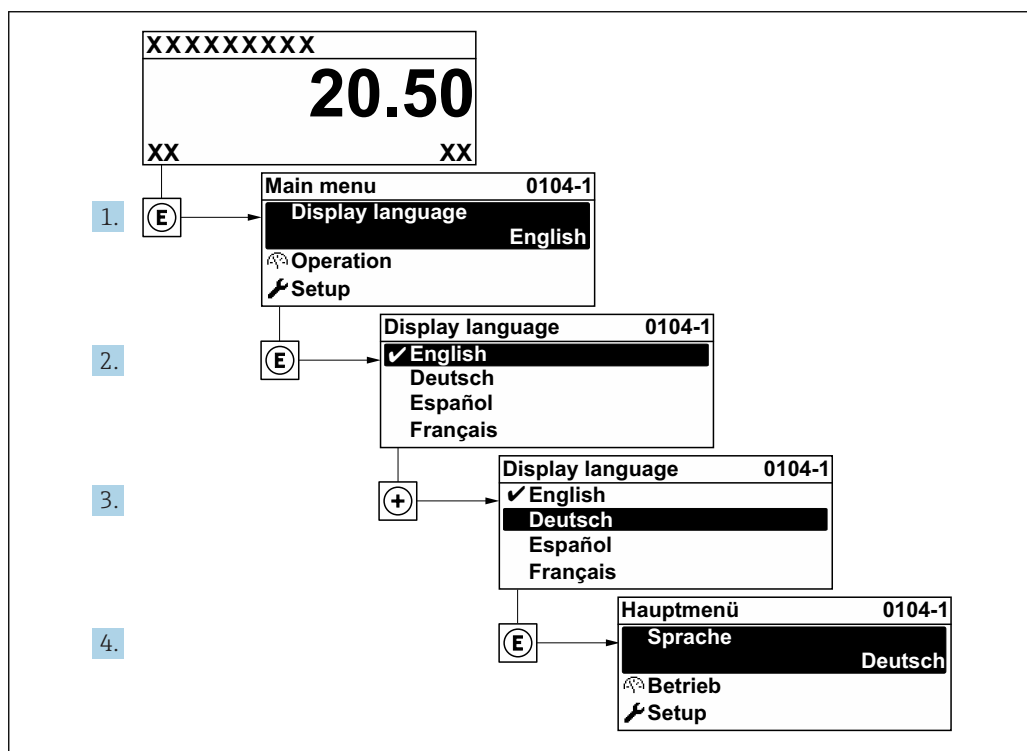 XXXXXXXXX
20.50
XX XX
1. E
Main menu 0104-1
Display language
English
Operation
Setup
2. E
Display language 0104-1
✔English
Deutsch
Español
Français
3. +
Display language 0104-1
✔English
Deutsch
Español
Français
4. E
Hauptmenü 0104-1
Sprache
Deutsch
Betrieb
Setup